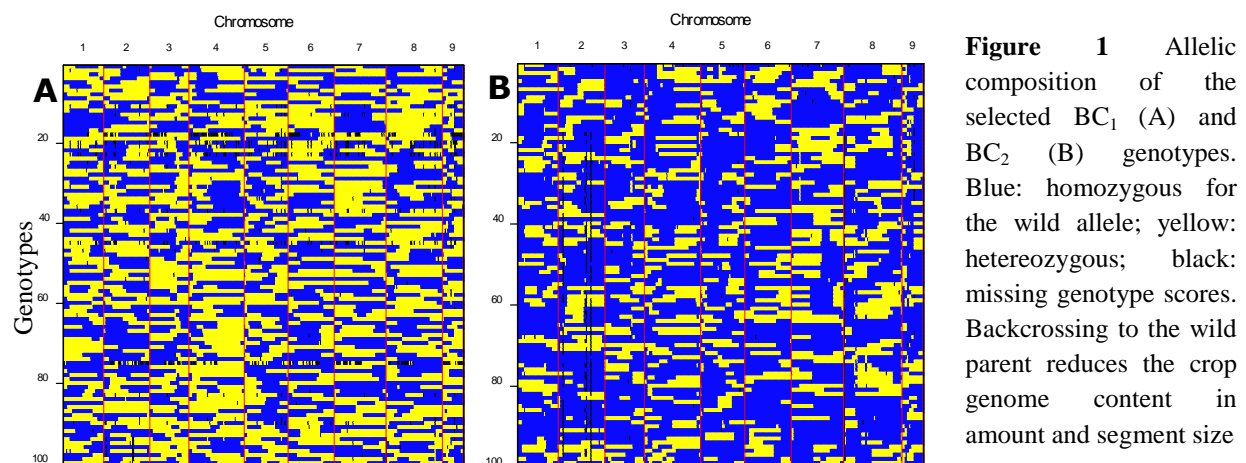 Chromosome
1 2 3 4 5 6 7 8 9
A
Genotypes
20
40
60
80
100
Chromosome
1 2 3 4 5 6 7 8 9
B
20
40
60
80
100
Figure 1 Allelic
composition of the
selected BC1 (A) and
BC2 (B) genotypes.
Blue: homozygous for
the wild allele; yellow:
hetereozygous; black:
missing genotype scores.
Backcrossing to the wild
parent reduces the crop
genome content in
amount and segment size